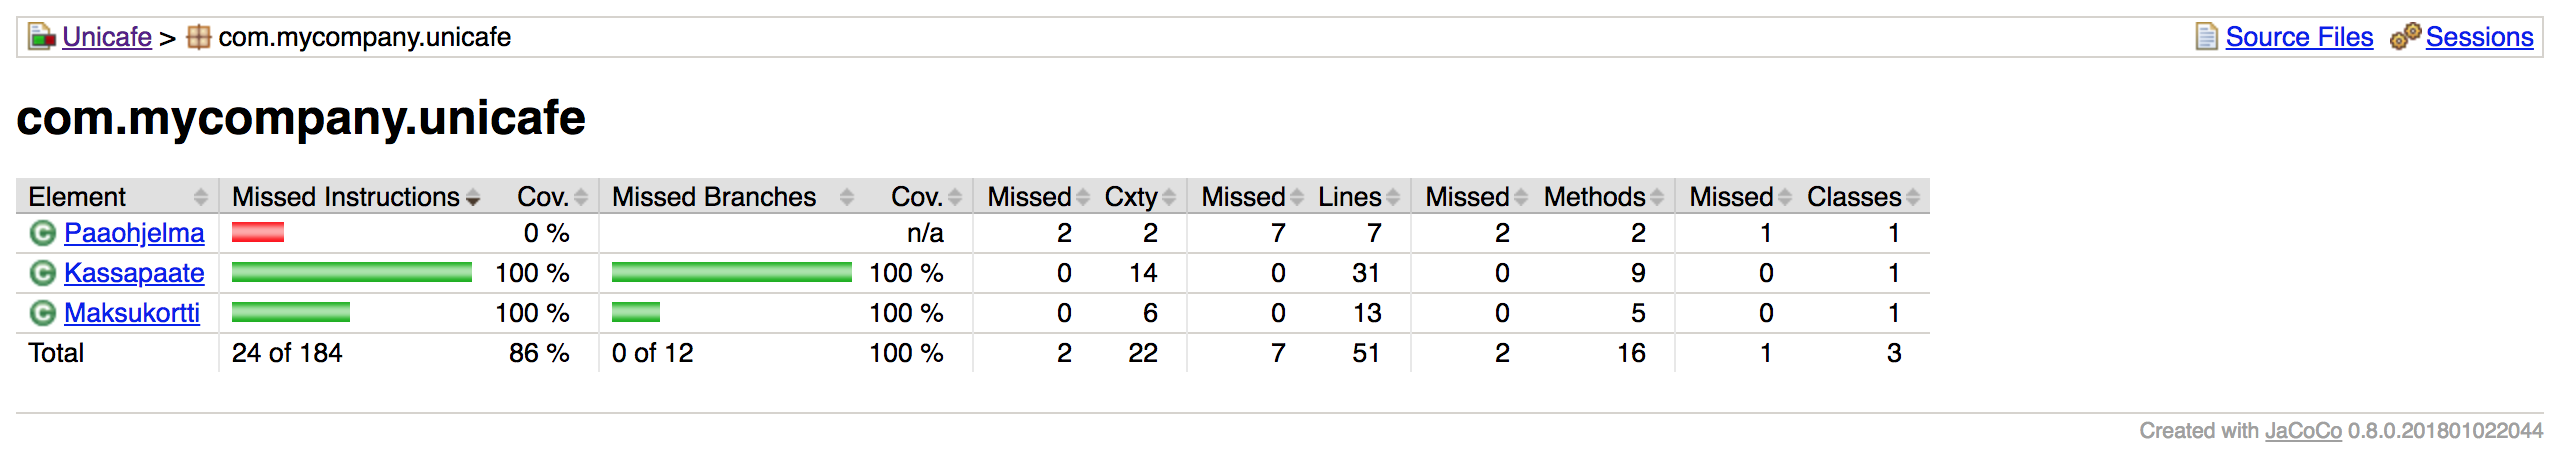 Unicafe > com.mycompany.unicafe Source Files Sessions
com.mycompany.unicafe
Element Missed Instructions Cov. Missed Branches Cov. Missed Cxty Missed Lines Missed Methods Missed Classes
Paaohjelma 0 % n/a 2 2 7 7 2 2 1 1
Kassapaate 100 % 100 % 0 14 0 31 0 9 0 1
Maksukortti 100 % 100 % 0 6 0 13 0 5 0 1
Total 24 of 184 86 % 0 of 12 100 % 2 22 7 51 2 16 1 3
Created with JaCoCo 0.8.0.201801022044